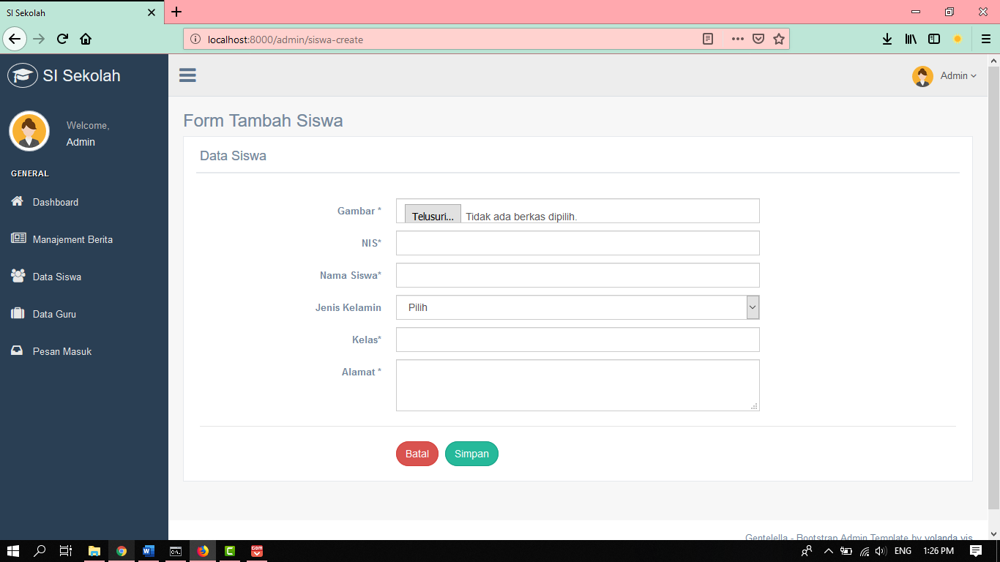 SI Sekolah
localhost:8000/admin/siswa-create
SI Sekolah
Admin
Welcome,
Admin
GENERAL
Dashboard
Manajement Berita
Data Siswa
Data Guru
Pesan Masuk
Form Tambah Siswa
Data Siswa
Gambar *
Telusuri... Tidak ada berkas dipilih.
NIS*
Nama Siswa*
Jenis Kelamin
Pilih
Kelas*
Alamat *
Batal
Simpan
Gentelella - Bootstrap Admin Template by yolanda vis
ENG
1:26 PM